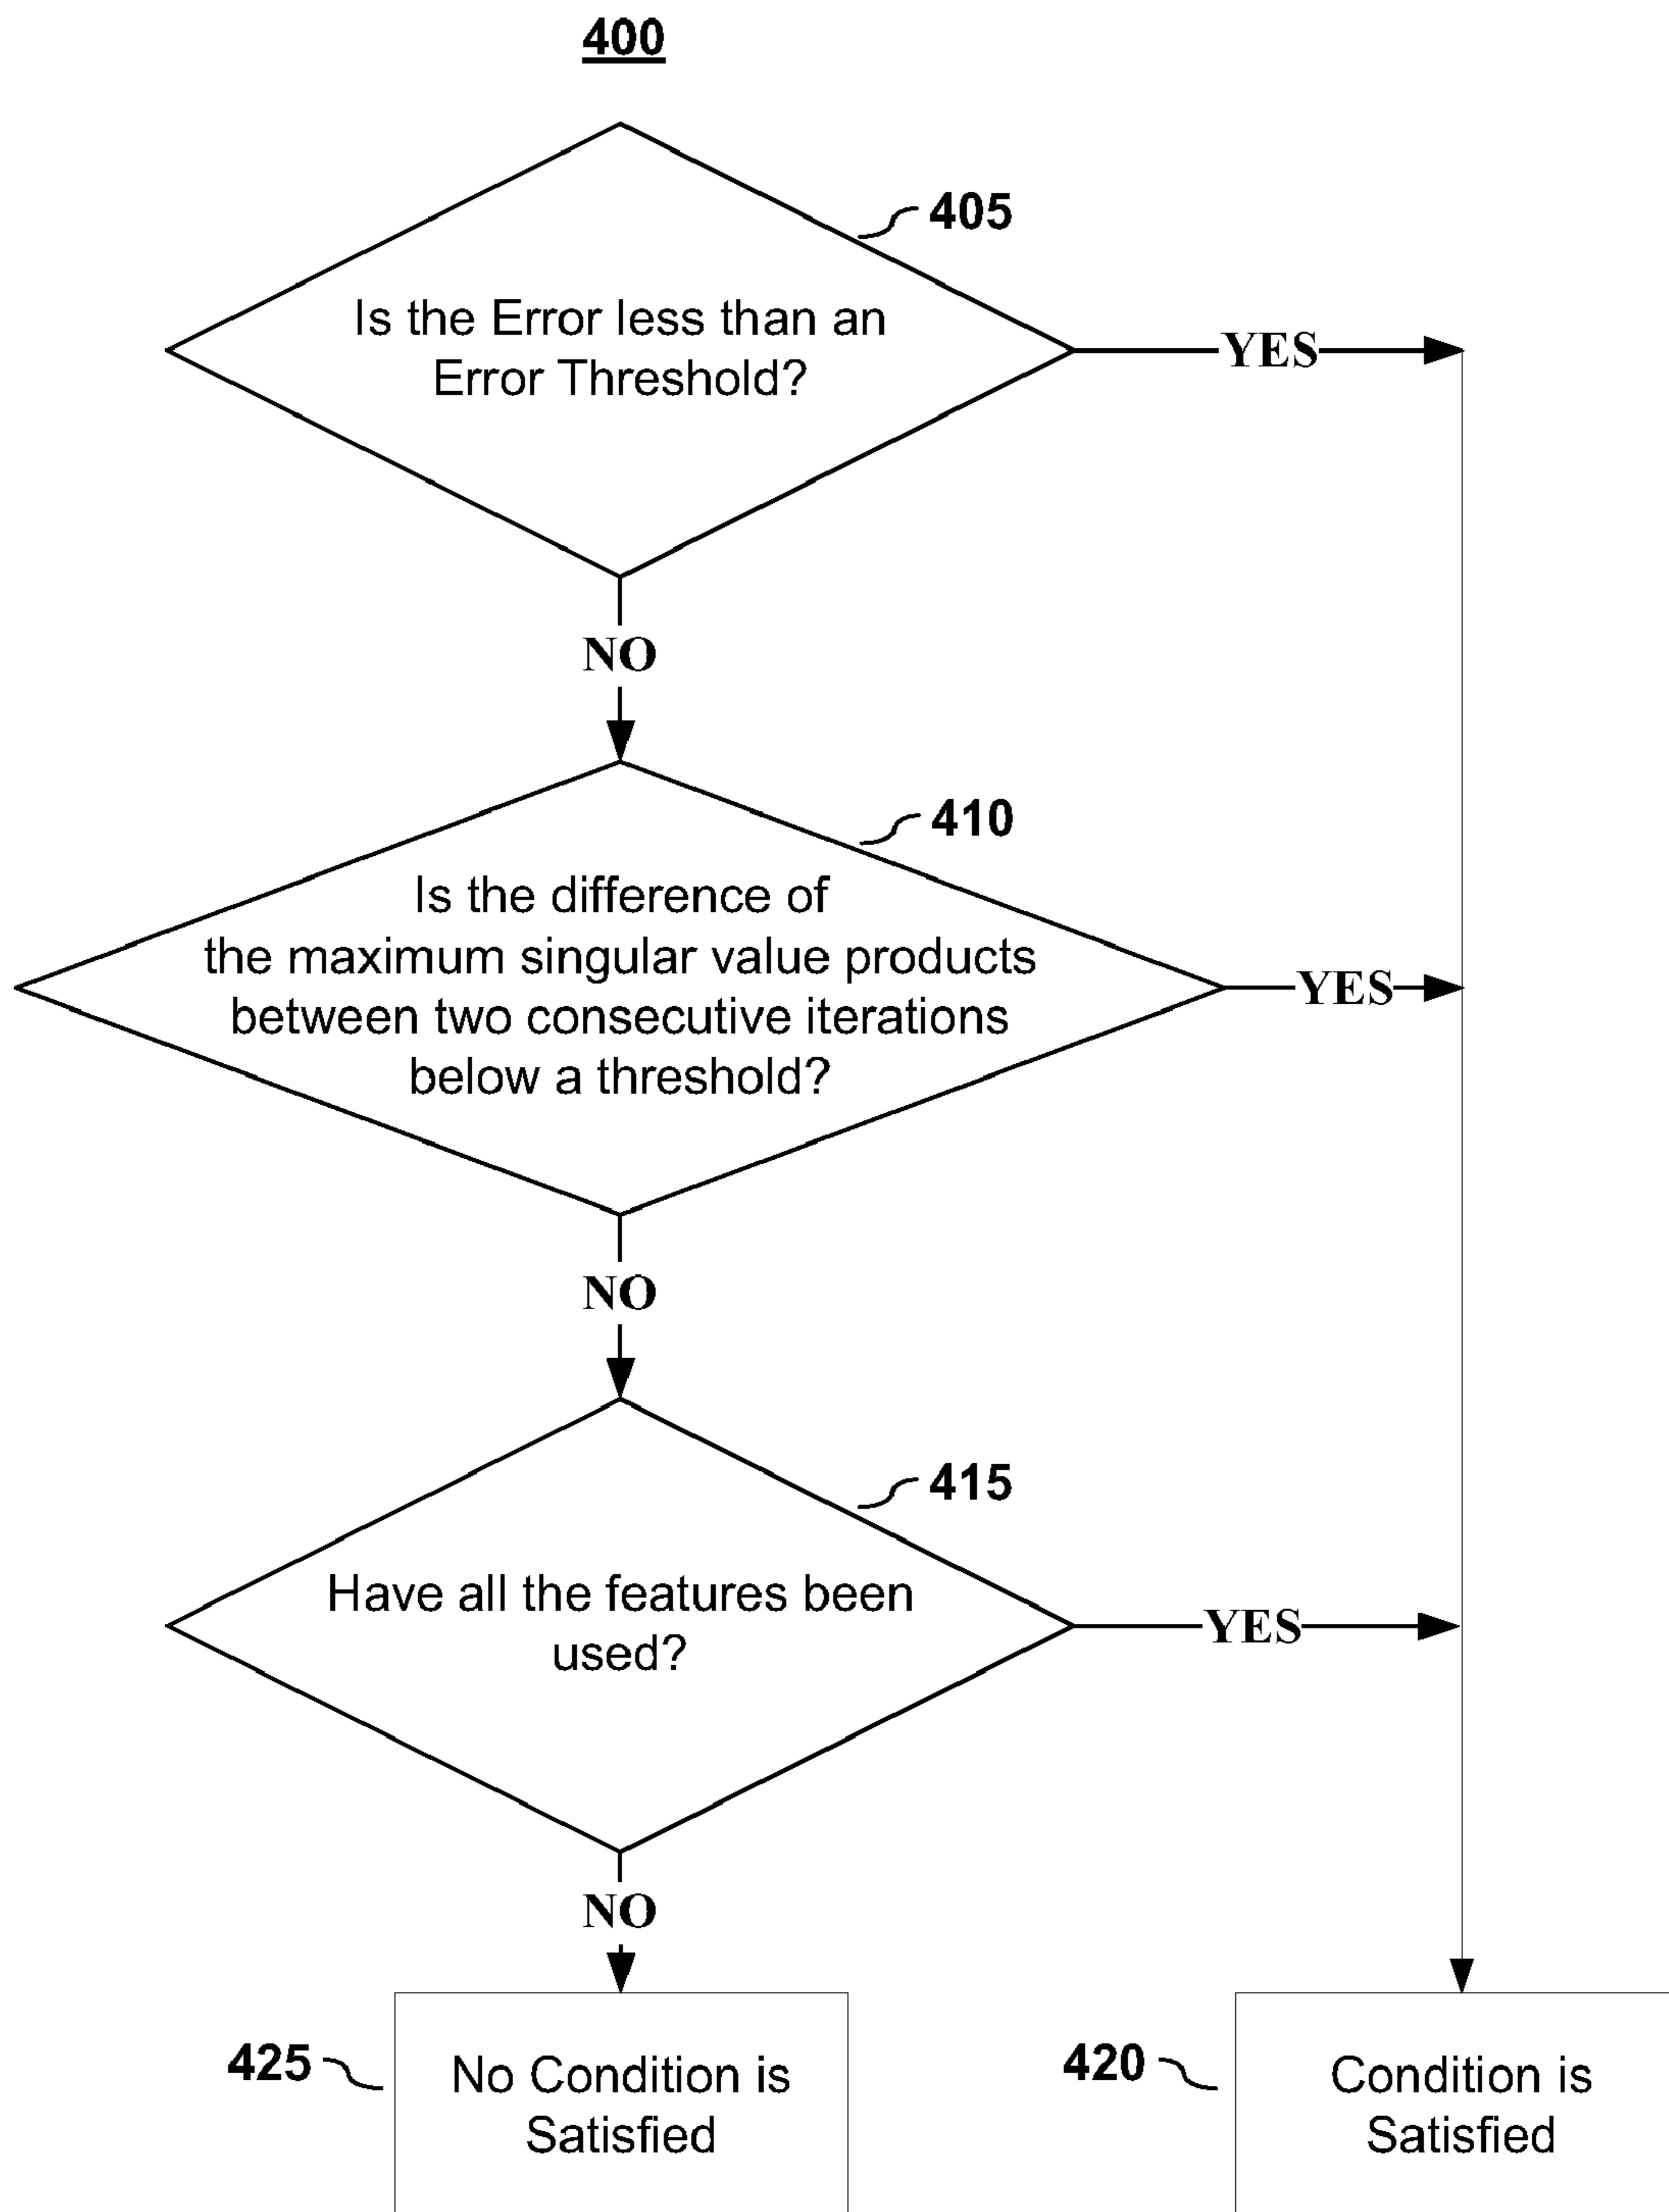 400
405
Is the Error less than an
Error Threshold?
YES
NO
410
Is the difference of
the maximum singular value products
between two consecutive iterations
below a threshold?
YES
NO
415
Have all the features been
used?
YES
NO
425
No Condition is
Satisfied
420
Condition is
Satisfied